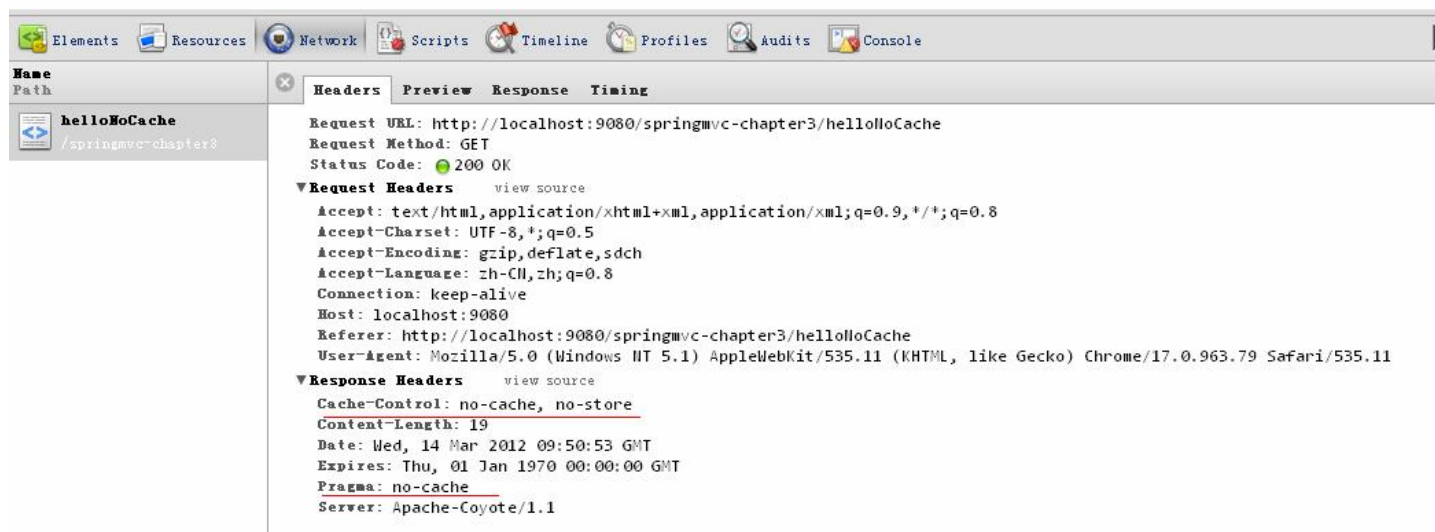 Elements Resources Network Scripts Timeline Profiles Audits Console
Name
Path
helloNoCache
/springmvc-chapter3
Headers Preview Response Timing
Request URL: http://localhost:9080/springmvc-chapter3/helloNoCache
Request Method: GET
Status Code: 200 OK
▼Request Headers view source
Accept: text/html,application/xhtml+xml,application/xml;q=0.9,*/*;q=0.8
Accept-Charset: UTF-8,*;q=0.5
Accept-Encoding: gzip,deflate,sdch
Accept-Language: zh-CN,zh;q=0.8
Connection: keep-alive
Host: localhost:9080
Referer: http://localhost:9080/springmvc-chapter3/helloNoCache
User-Agent: Mozilla/5.0 (Windows NT 5.1) AppleWebKit/535.11 (KHTML, like Gecko) Chrome/17.0.963.79 Safari/535.11
▼Response Headers view source
Cache-Control: no-cache, no-store
Content-Length: 19
Date: Wed, 14 Mar 2012 09:50:53 GMT
Expires: Thu, 01 Jan 1970 00:00:00 GMT
Pragma: no-cache
Server: Apache-Coyote/1.1